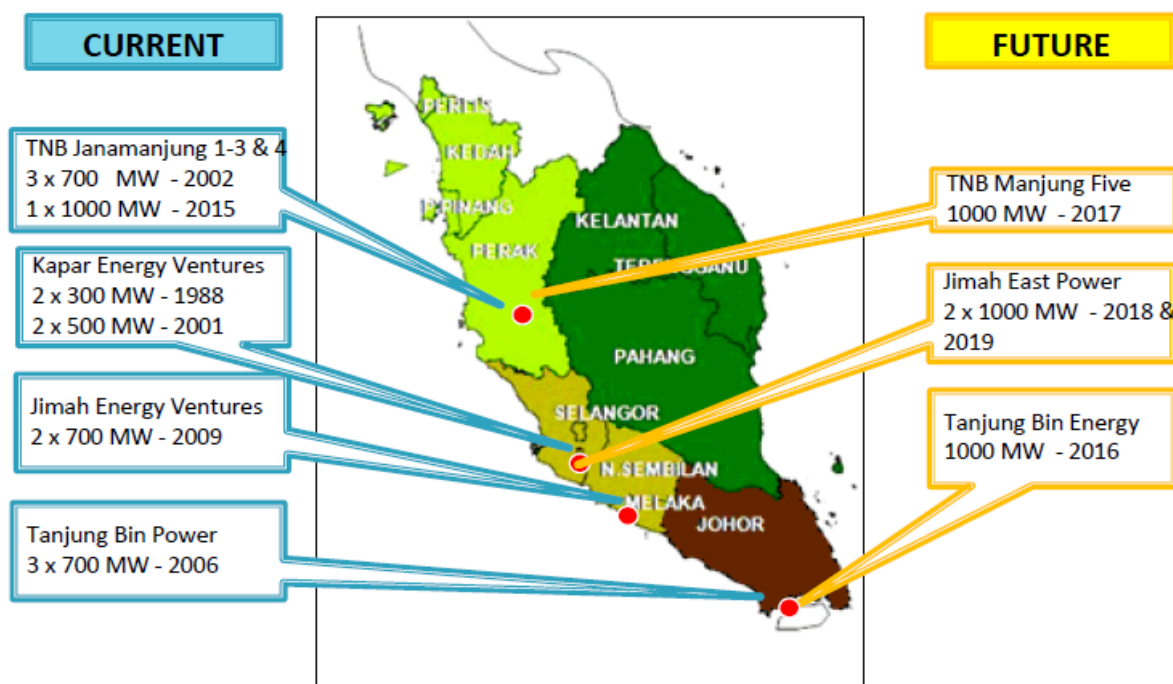 CURRENT
TNB Janamanjung 1-3 & 4
3 x 700 MW - 2002
1 x 1000 MW - 2015
Kapar Energy Ventures
2 x 300 MW - 1988
2 x 500 MW - 2001
Jimah Energy Ventures
2 x 700 MW - 2009
Tanjung Bin Power
3 x 700 MW - 2006
PERLIS
KEDAH
P.PINANG
PERAK
KELANTAN
TERENGGANU
PAHANG
SELANGOR
N.SEMBILAN
MELAKA
JOHOR
FUTURE
TNB Manjung Five
1000 MW - 2017
Jimah East Power
2 x 1000 MW - 2018 &
2019
Tanjung Bin Energy
1000 MW - 2016